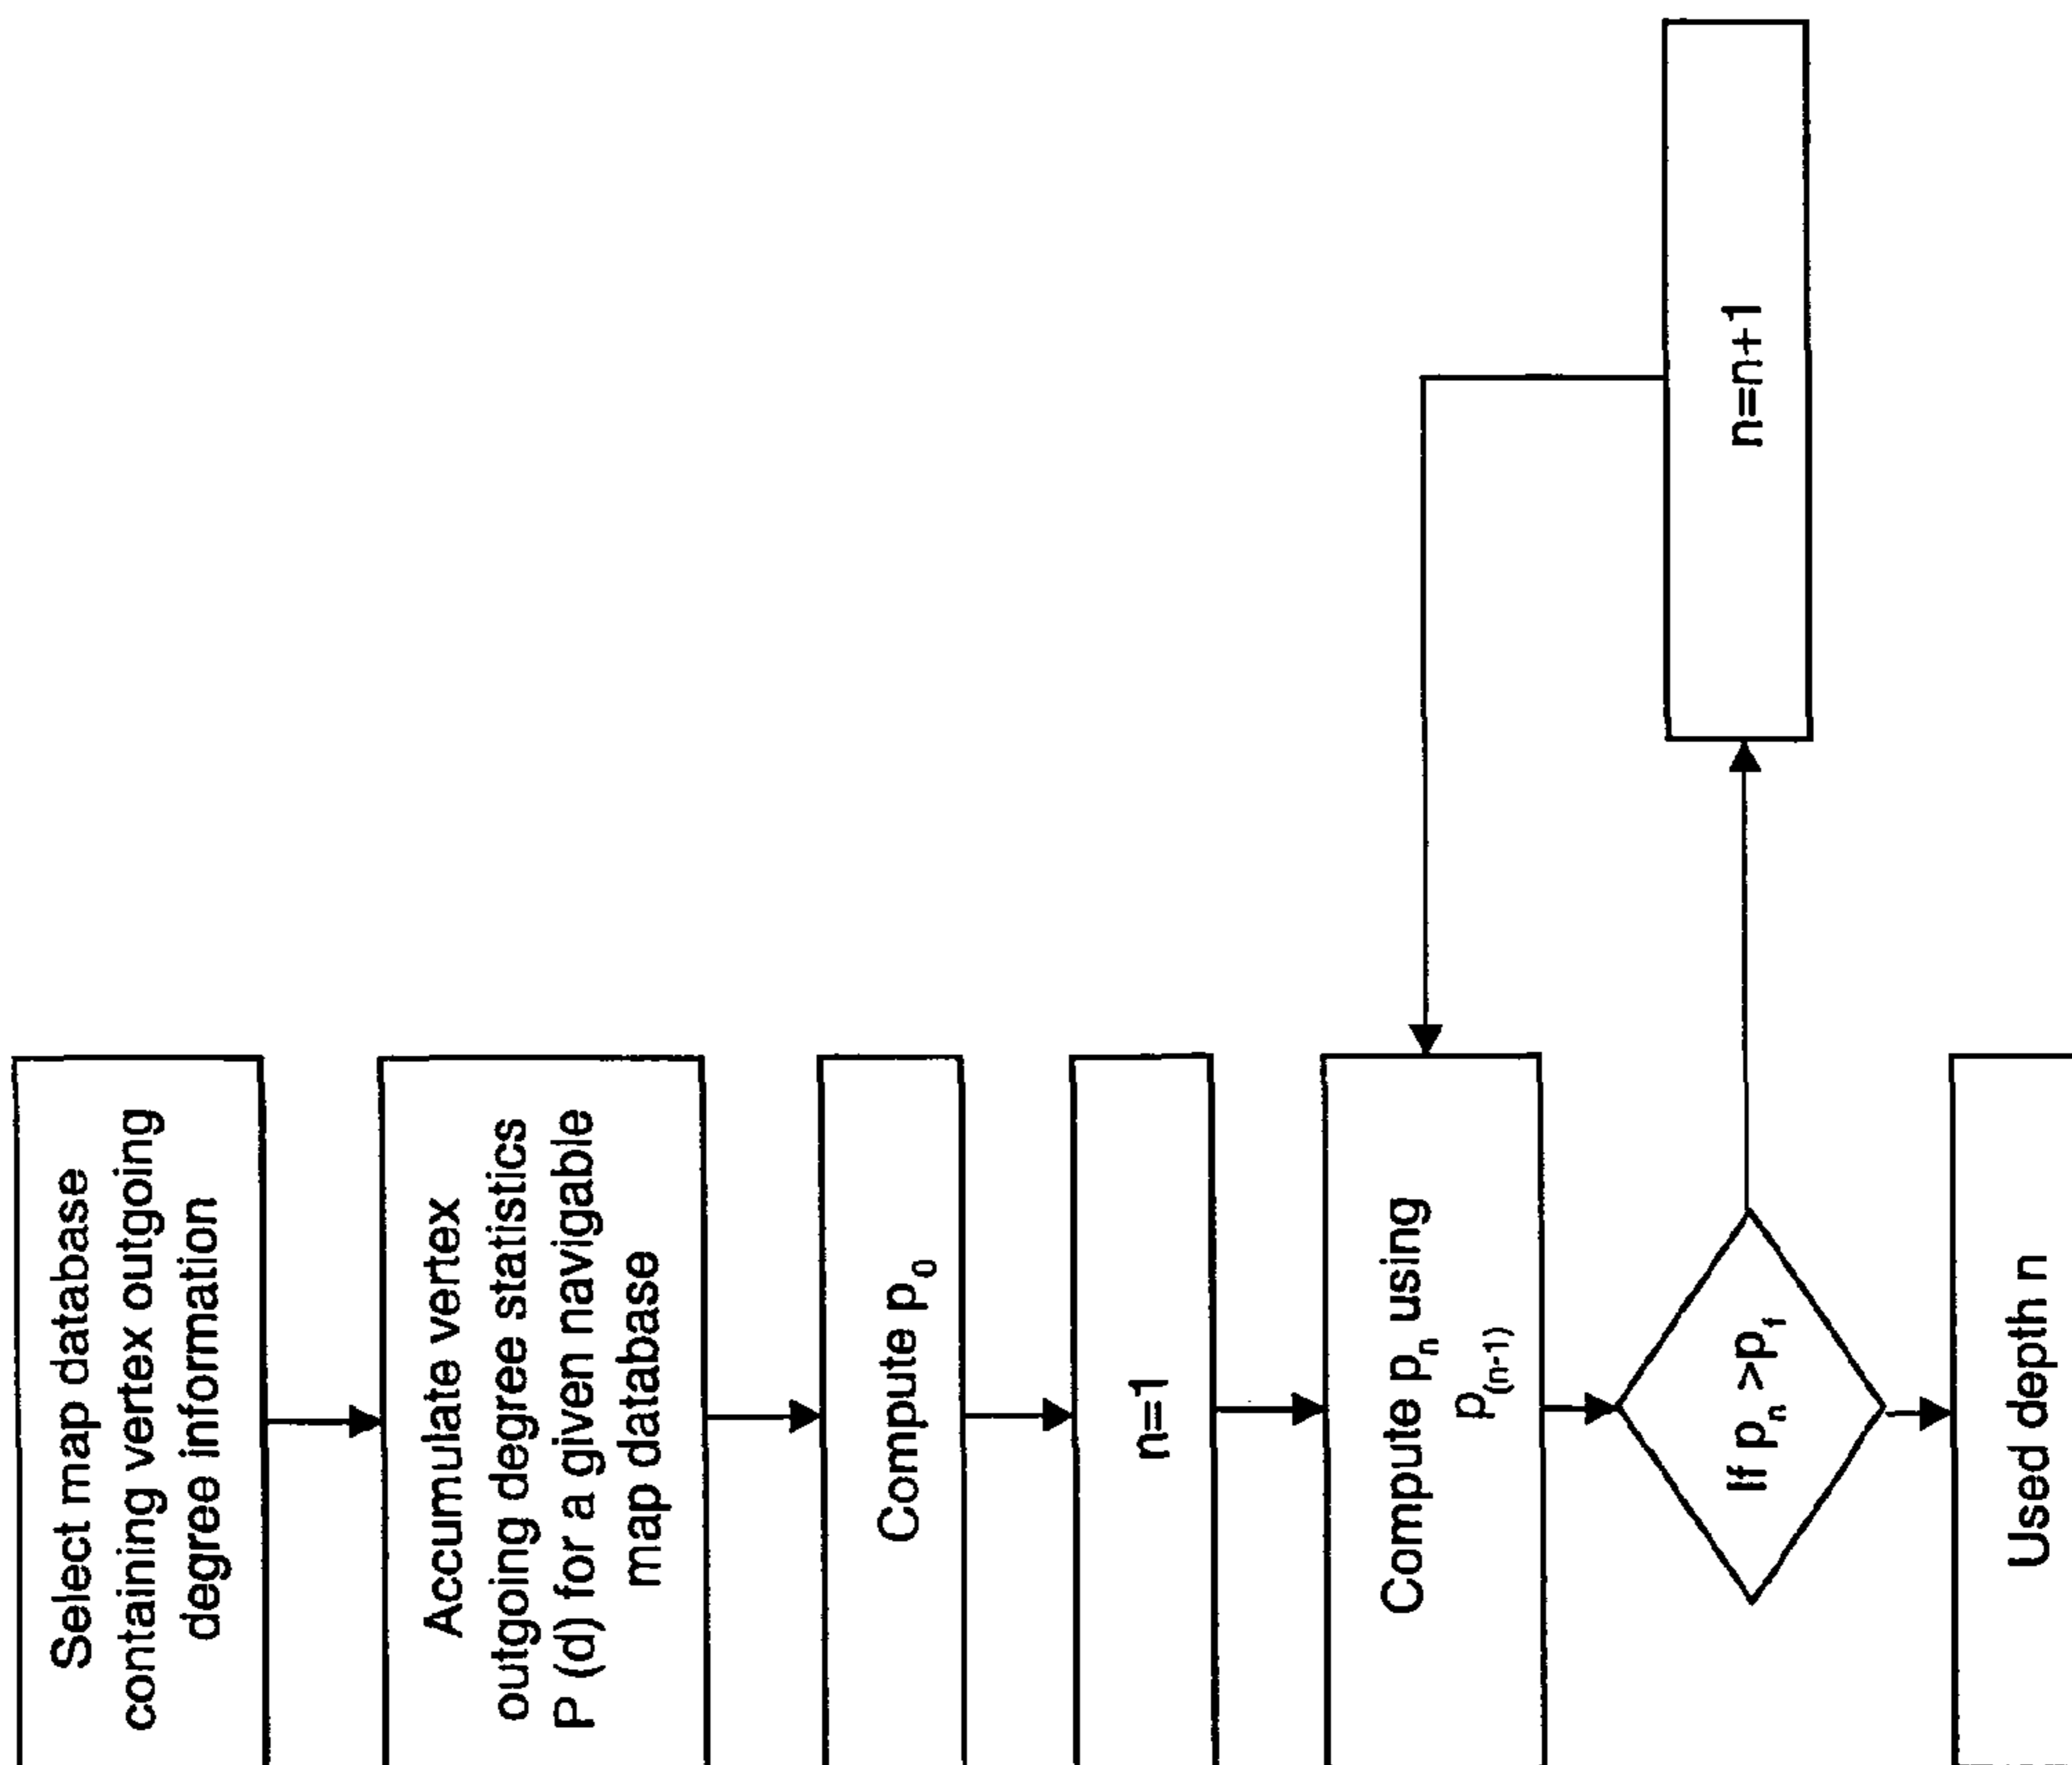 Select map database
containing vertex outgoing
degree information
Accumulate vertex
outgoing degree statistics
P (d) for a given navigable
map database
Compute p₀
n=1
Compute pₙ using
p₍ₙ₋₁₎
If pₙ >pₜ
Used depth n
n=n+1